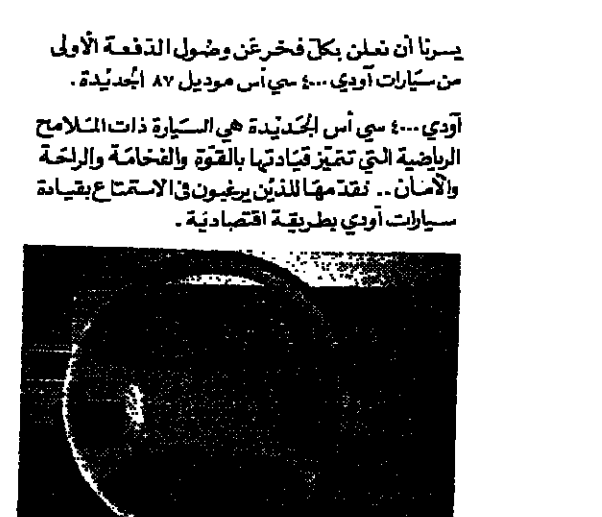 يسرنا أن نعلن بكل فخر عن وصول الدفعة الأولى
من سيارات آودي ٤٠٠٠ سي أس موديل ٨٧ الجديدة .
آودي ٤٠٠٠ سي أس الجديدة هي السيارة ذات الملامح
الرياضية التي تتميز قيادتها بالقوة والفخامة والراحة
والأمان .. نقدمها للذين يرغبون في الاستمتاع بقيادة
سيارات آودي بطريقة اقتصادية .